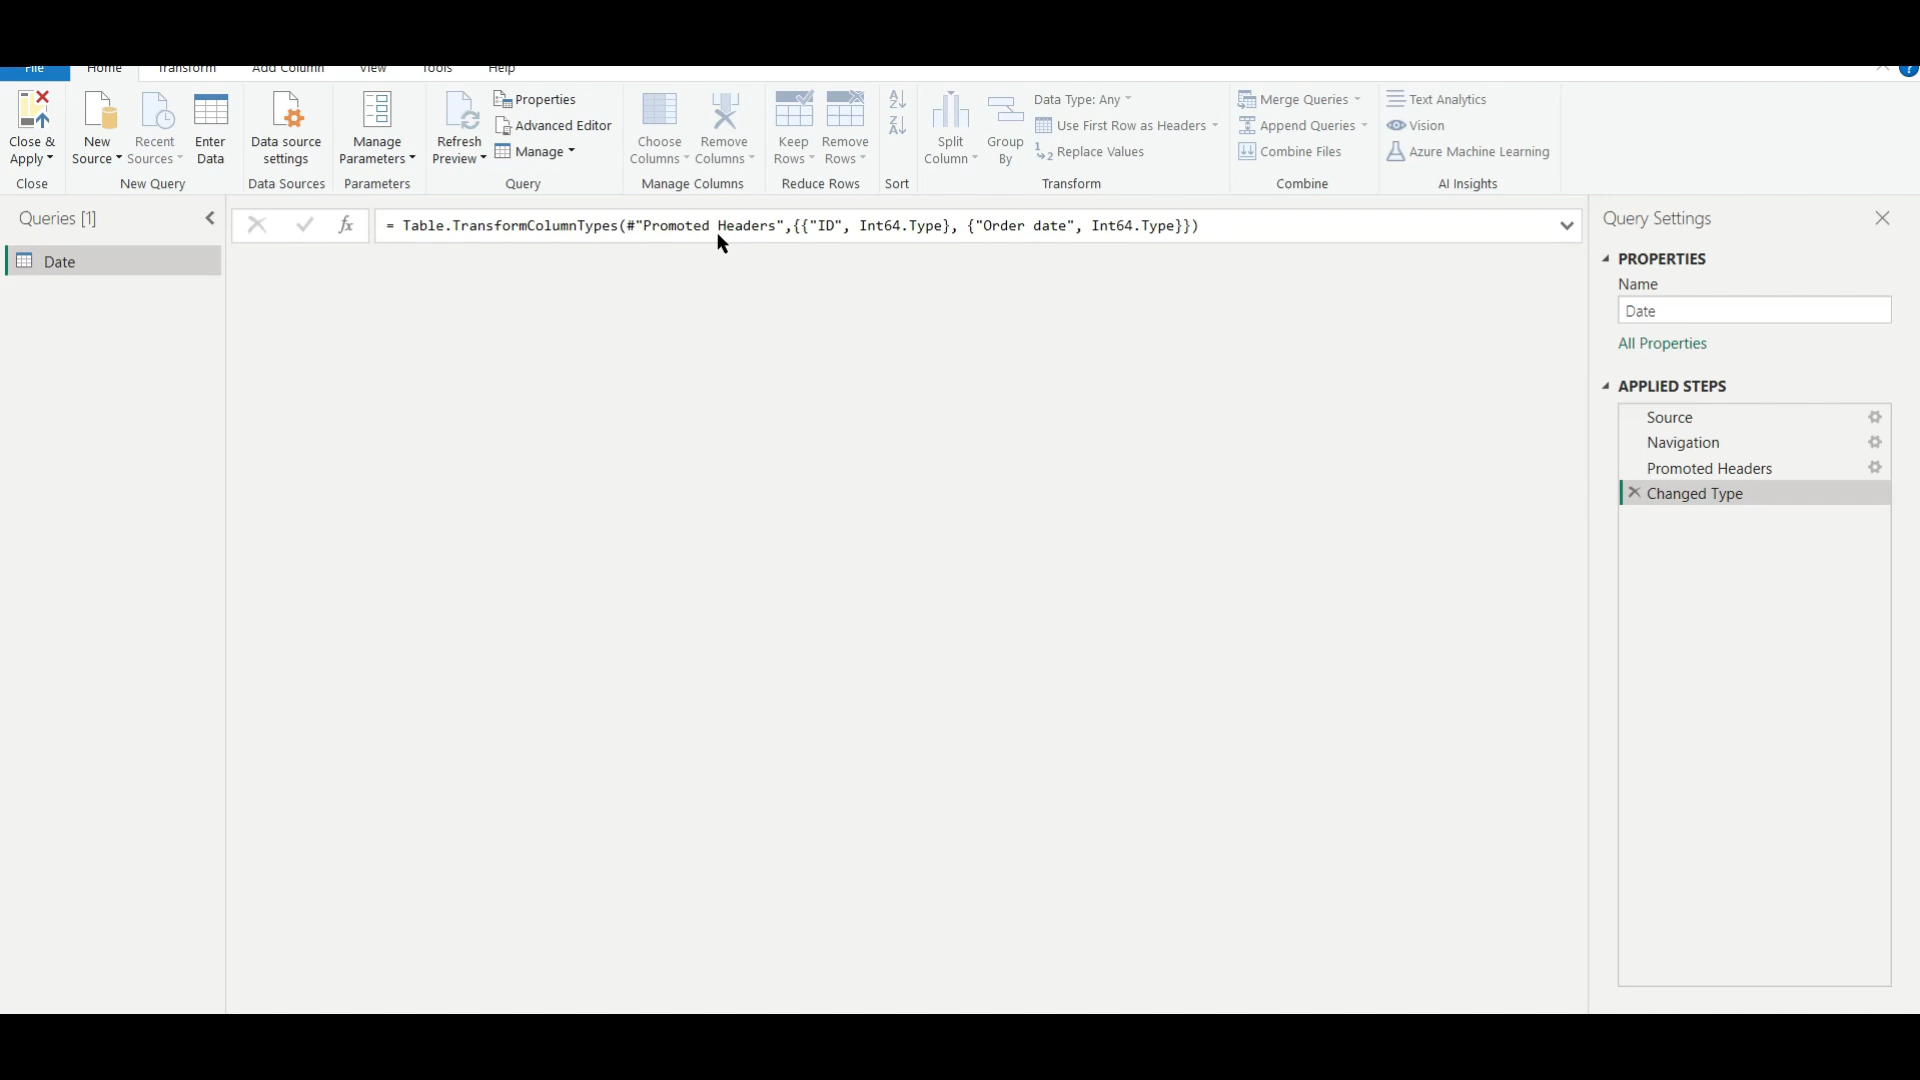 File Home Transform Add Column View Tools Help
?
Close & Apply
New Source
Recent Sources
Enter Data
Data source settings
Manage Parameters
Refresh Preview
Properties
Advanced Editor
Manage
Choose Columns
Remove Columns
Keep Rows
Remove Rows
A Z
Z A
Split Column
Group By
Data Type: Any
Use First Row as Headers
1 2 Replace Values
Merge Queries
Append Queries
Combine Files
Text Analytics
Vision
Azure Machine Learning
Close
New Query
Data Sources
Parameters
Query
Manage Columns
Reduce Rows
Sort
Transform
Combine
AI Insights
Queries [1]
fx
= Table.TransformColumnTypes(#"Promoted Headers",{{"ID", Int64.Type}, {"Order date", Int64.Type}})
Date
Query Settings
PROPERTIES
Name
Date
All Properties
APPLIED STEPS
Source
Navigation
Promoted Headers
Changed Type